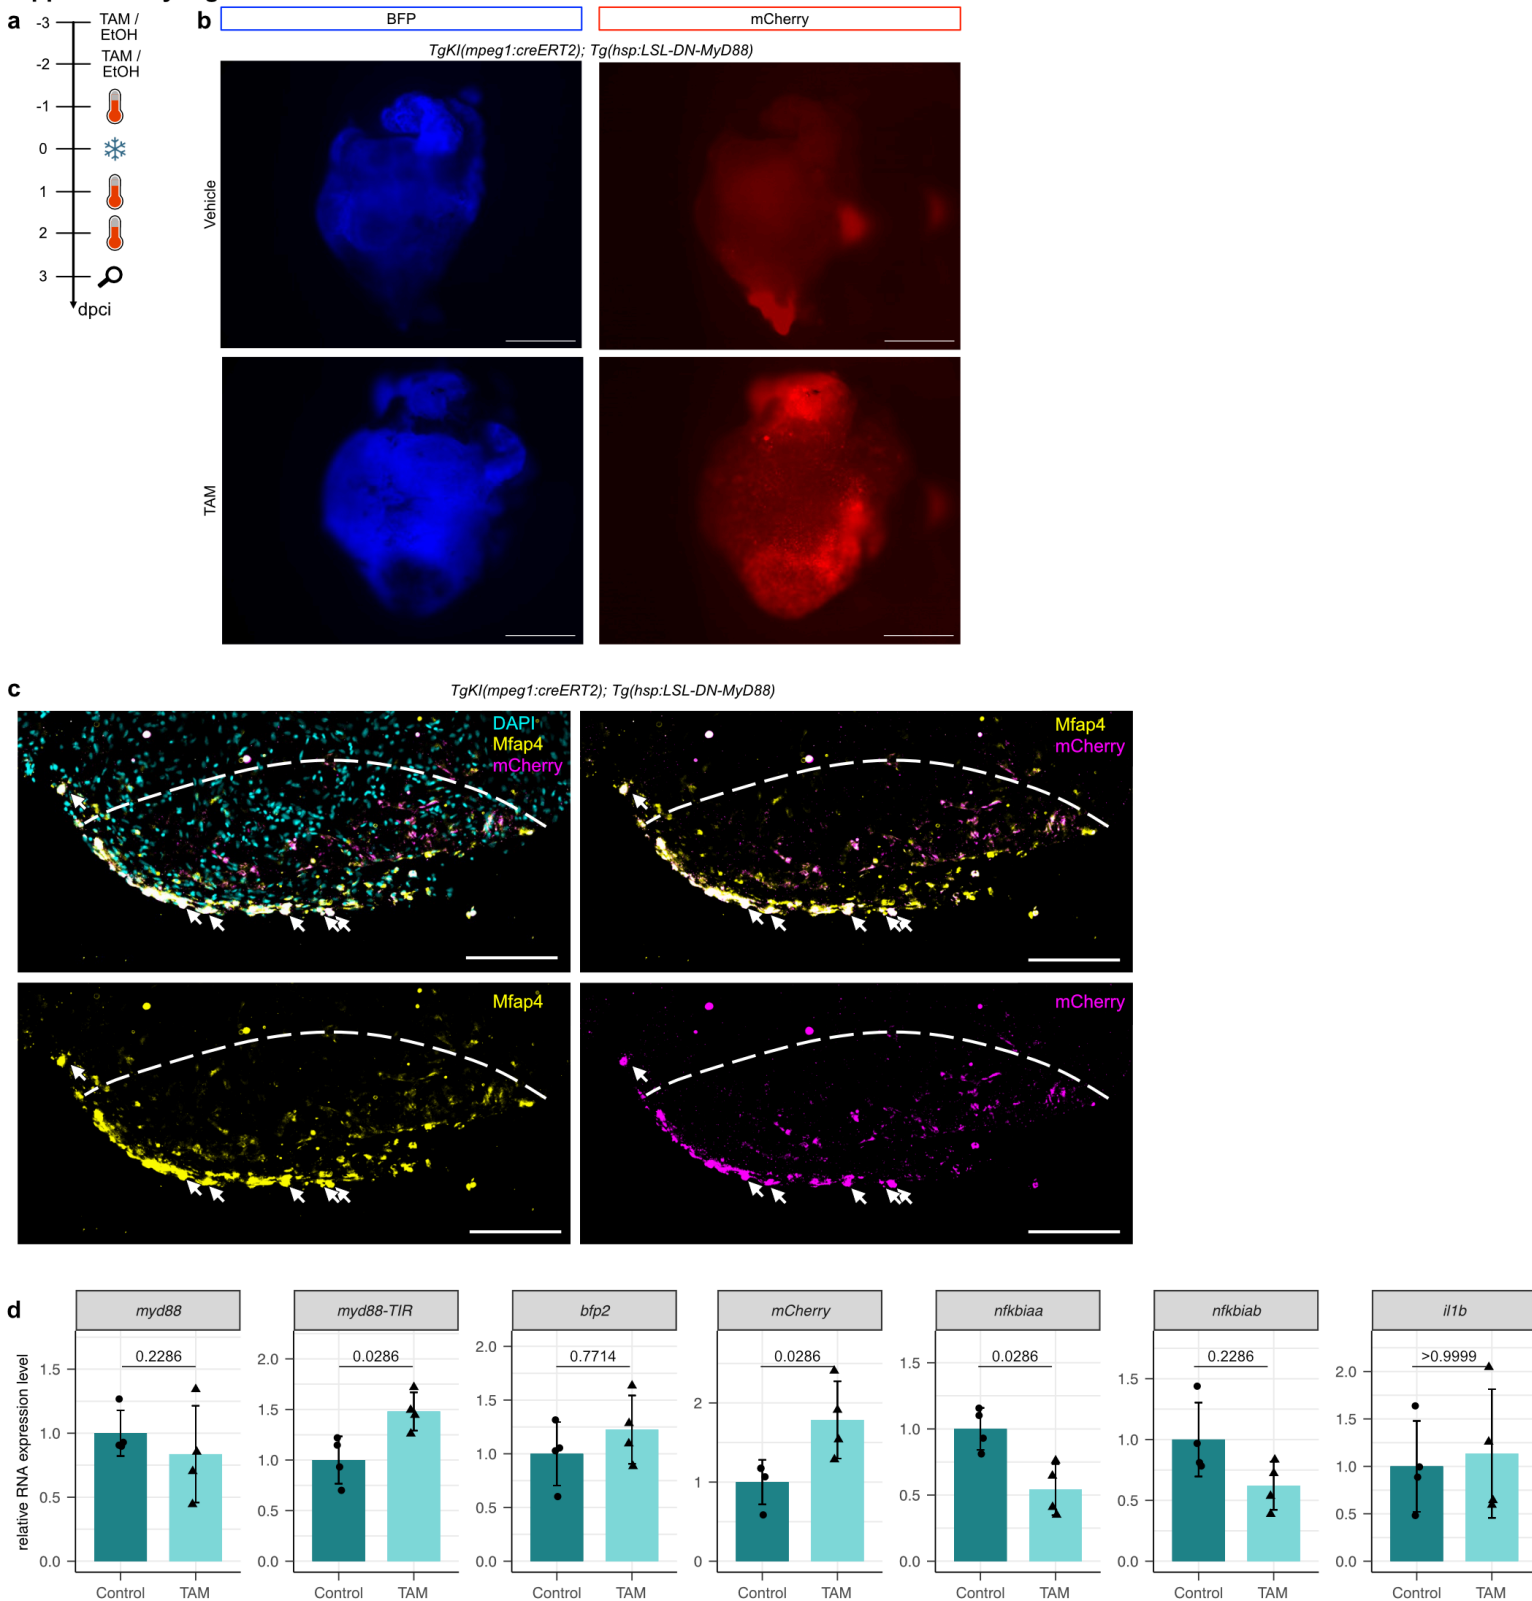 a
-3
TAM /
EtOH
-2
TAM /
EtOH
-1
0
1
2
3
dpci
b
BFP
mCherry
TgKI(mpeg1:creERT2); Tg(hsp:LSL-DN-MyD88)
Vehicle
TAM
c
TgKI(mpeg1:creERT2); Tg(hsp:LSL-DN-MyD88)
DAPI
Mfap4
mCherry
Mfap4
mCherry
Mfap4
mCherry
d
relative RNA expression level
myd88
0.2286
1.5
1.0
0.5
0.0
Control
TAM
myd88-TIR
0.0286
2.0
1.5
1.0
0.5
0.0
Control
TAM
bfp2
0.7714
2.0
1.5
1.0
0.5
0.0
Control
TAM
mCherry
0.0286
2
1
0
Control
TAM
nfkbiaa
0.0286
1.5
1.0
0.5
0.0
Control
TAM
nfkbiab
0.2286
1.5
1.0
0.5
0.0
Control
TAM
il1b
>0.9999
2.0
1.5
1.0
0.5
0.0
Control
TAM